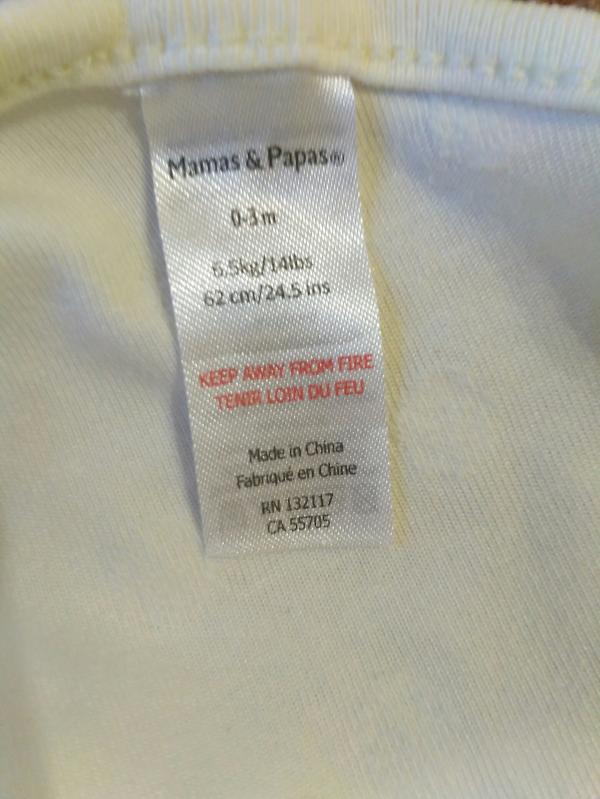 Mamas & Papas®
0-3m
6.5kg/14lbs
62 cm/24.5 ins
KEEP AWAY FROM FIRE
TENIR LOIN DU FEU
Made in China
Fabriqué en Chine
RN 132117
CA 55705